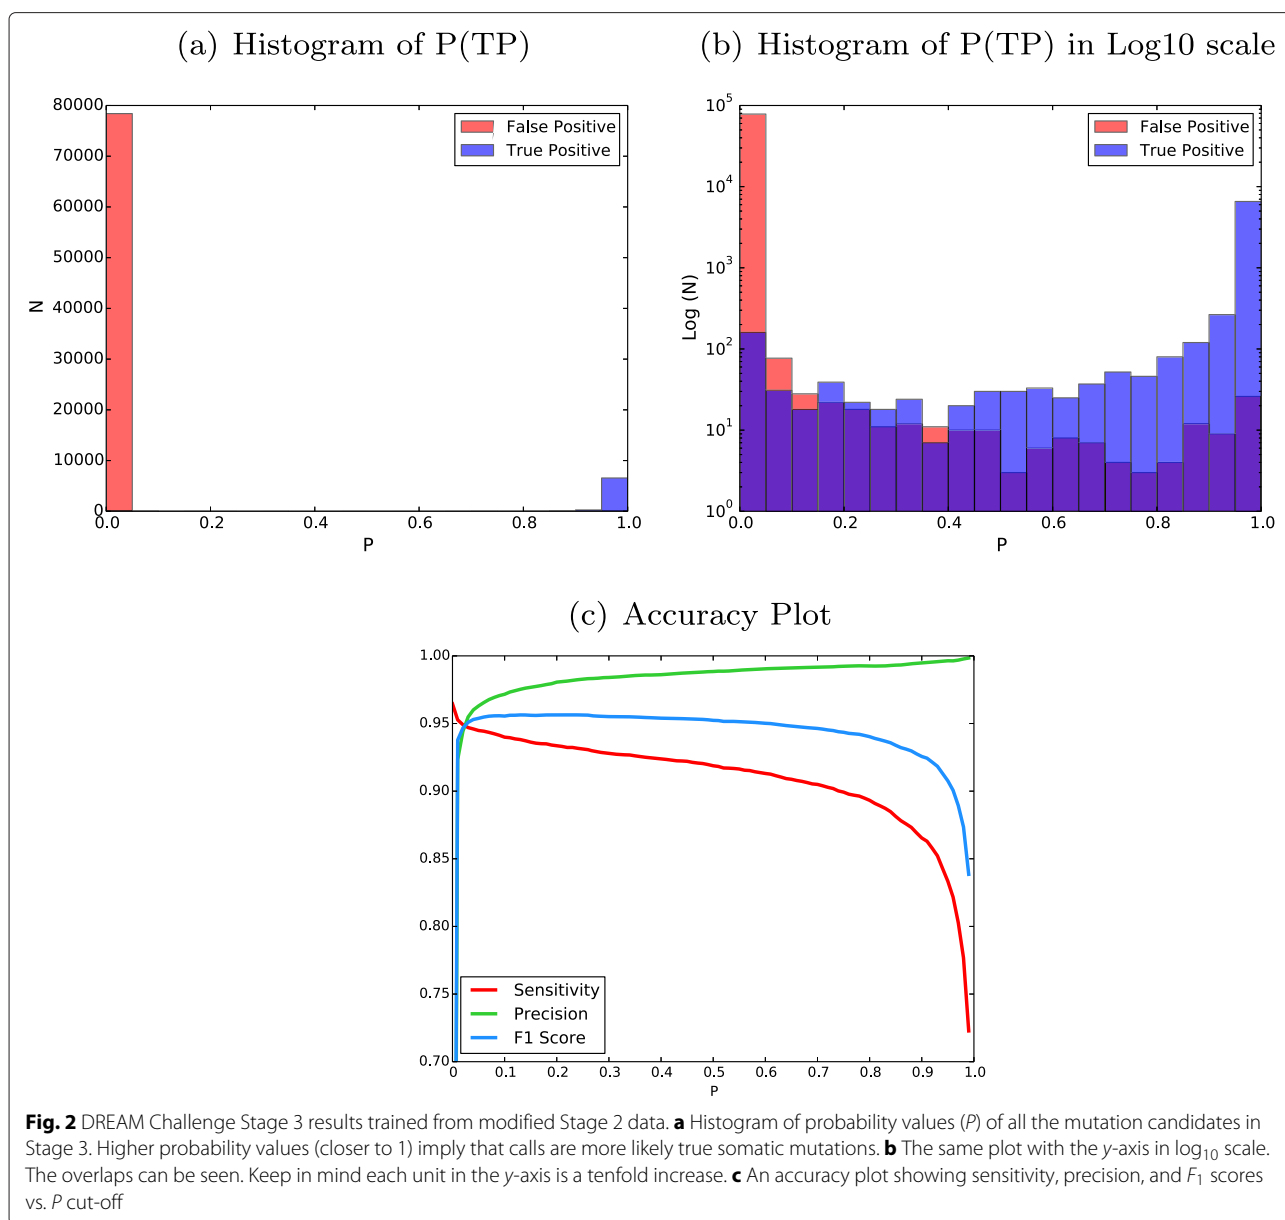 (a) Histogram of P(TP)
80000
70000
60000
50000
40000
30000
20000
10000
0
N
False Positive
True Positive
0.0 0.2 0.4 0.6 0.8 1.0
P
(b) Histogram of P(TP) in Log10 scale
10^5
10^4
10^3
10^2
10^1
10^0
Log (N)
False Positive
True Positive
0.0 0.2 0.4 0.6 0.8 1.0
P
(c) Accuracy Plot
1.00
0.95
0.90
0.85
0.80
0.75
0.70
Sensitivity
Precision
F1 Score
0 0.1 0.2 0.3 0.4 0.5 0.6 0.7 0.8 0.9 1.0
P
Fig. 2 DREAM Challenge Stage 3 results trained from modified Stage 2 data. a Histogram of probability values (P) of all the mutation candidates in
Stage 3. Higher probability values (closer to 1) imply that calls are more likely true somatic mutations. b The same plot with the y-axis in log10 scale.
The overlaps can be seen. Keep in mind each unit in the y-axis is a tenfold increase. c An accuracy plot showing sensitivity, precision, and F1 scores
vs. P cut-off